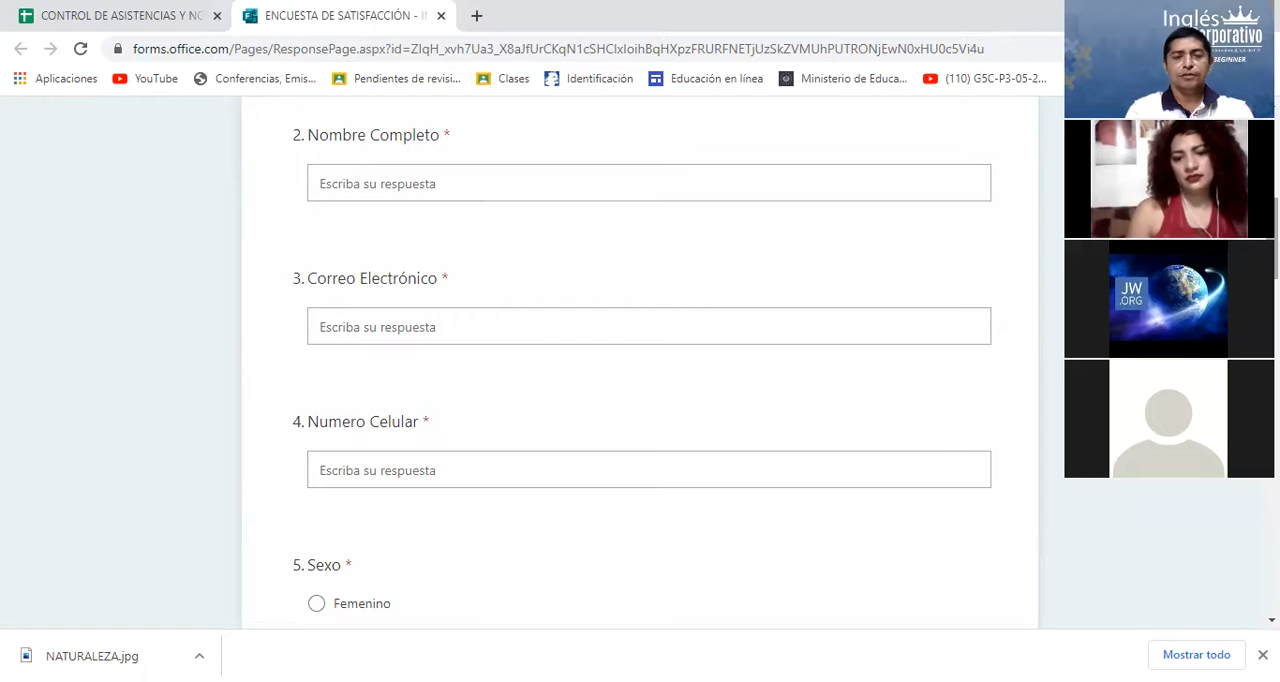 CONTROL DE ASISTENCIAS Y NO
ENCUESTA DE SATISFACCIÓN - I
forms.office.com/Pages/ResponsePage.aspx?id=ZIqH_xvh7Ua3_X8aJfUrCKqN1cSHClxIoihBqHXpzFRURFNETjUzSkZVMUhPUTRONjEwN0xHU0c5Vi4u
Aplicaciones
YouTube
Conferencias, Emis...
Pendientes de revisi...
Clases
Identificación
Educación en línea
Ministerio de Educa...
(110) G5C-P3-05-2...
2. Nombre Completo *
Escriba su respuesta
3. Correo Electrónico *
Escriba su respuesta
4. Numero Celular *
Escriba su respuesta
5. Sexo *
Femenino
Inglés
orporativo
BEGINNER
JW
.ORG
NATURALEZA.jpg
Mostrar todo